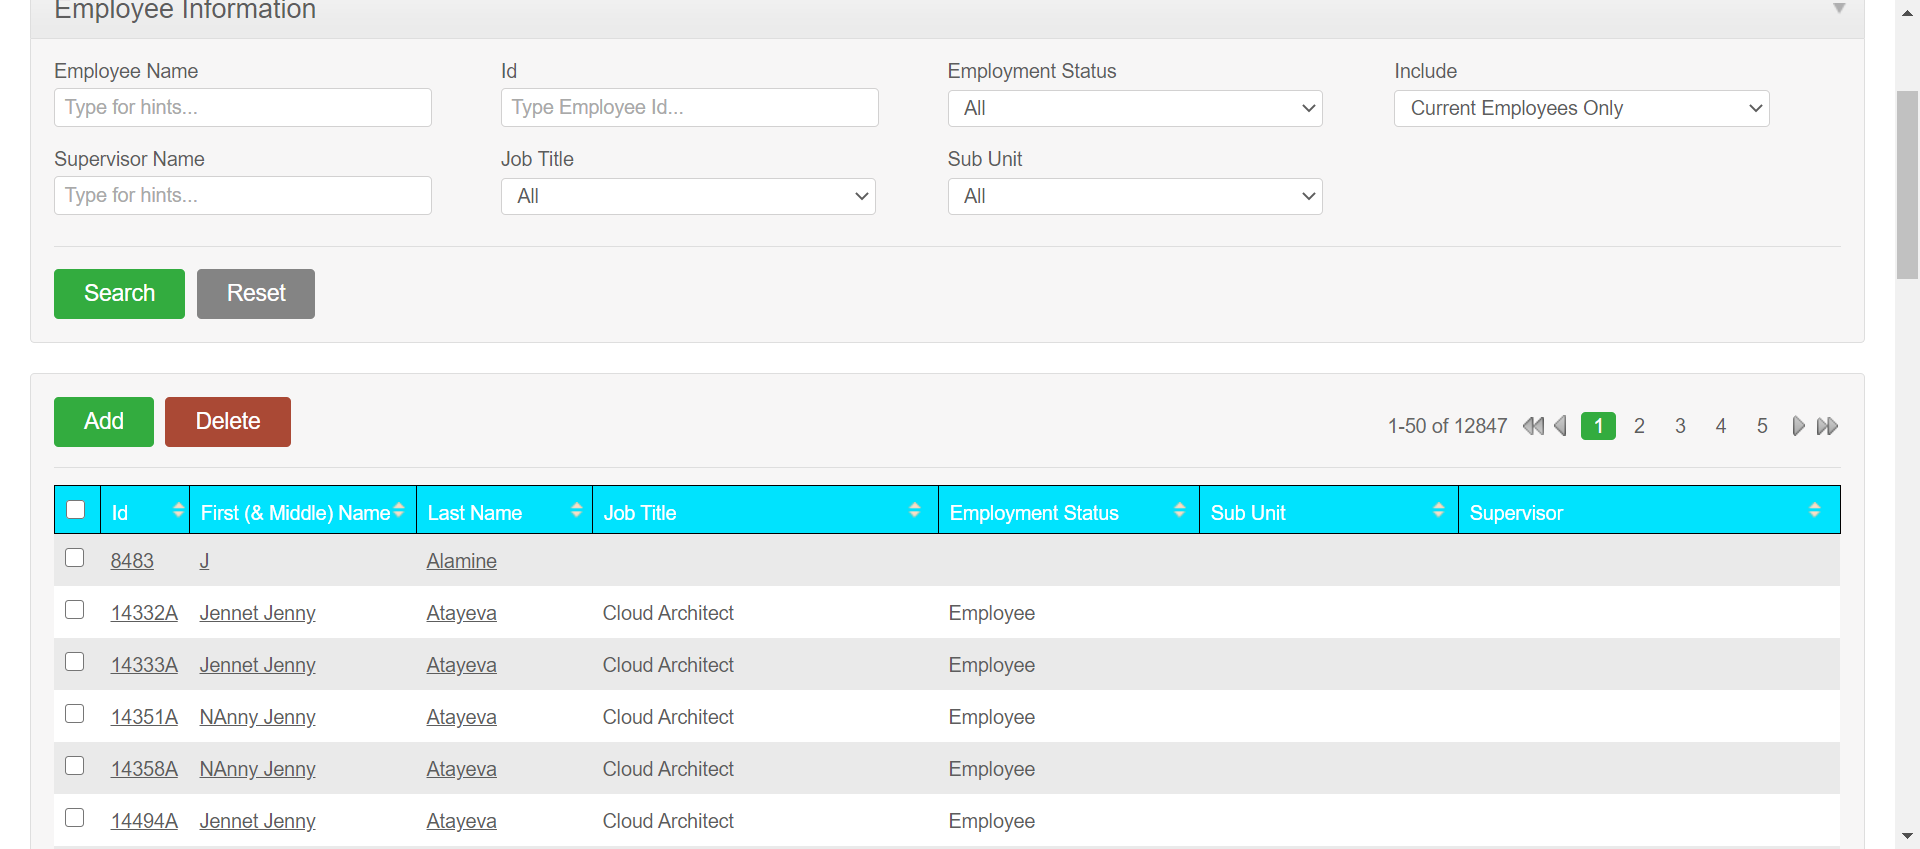 Employee Information
Employee Name Id Employment Status Include
Type for hints... Type Employee Id... All Current Employees Only
Supervisor Name Job Title Sub Unit
Type for hints... All All
Search Reset
Add Delete 1-50 of 12847 1 2 3 4 5
Id First (& Middle) Name Last Name Job Title Employment Status Sub Unit Supervisor
8483 J Alamine
14332A Jennet Jenny Atayeva Cloud Architect Employee
14333A Jennet Jenny Atayeva Cloud Architect Employee
14351A NAnny Jenny Atayeva Cloud Architect Employee
14358A NAnny Jenny Atayeva Cloud Architect Employee
14494A Jennet Jenny Atayeva Cloud Architect Employee